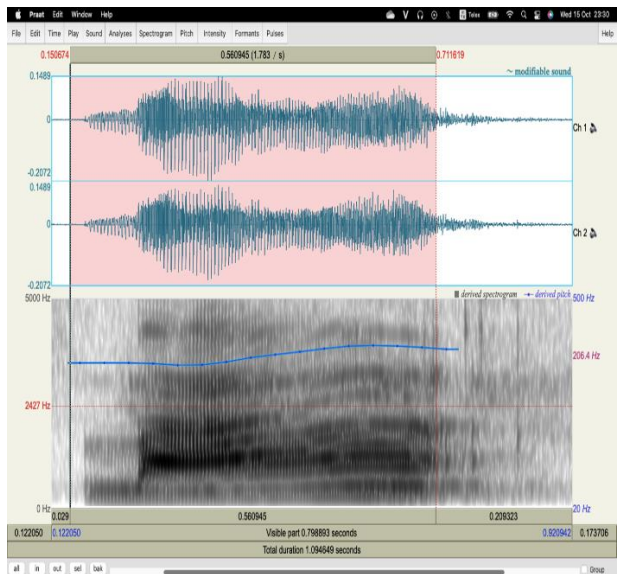 Praat Edit Window Help V Telex Wed 15 Oct 23:30
File Edit Time Play Sound Analyses Spectrogram Pitch Intensity Formants Pulses Help
0.150674 0.560945 (1.783 / s) 0.711619
0.1489 ~ modifiable sound
0 Ch 1
-0.2072
0.1489
0 Ch 2
-0.2072
derived spectrogram derived pitch
5000 Hz 500 Hz
206.4 Hz
2427 Hz
0 Hz 20 Hz
0.029 0.560945 0.209323
0.122050 0.122050 Visible part 0.798893 seconds 0.920942 0.173706
Total duration 1.094649 seconds
all in out sel bak Group